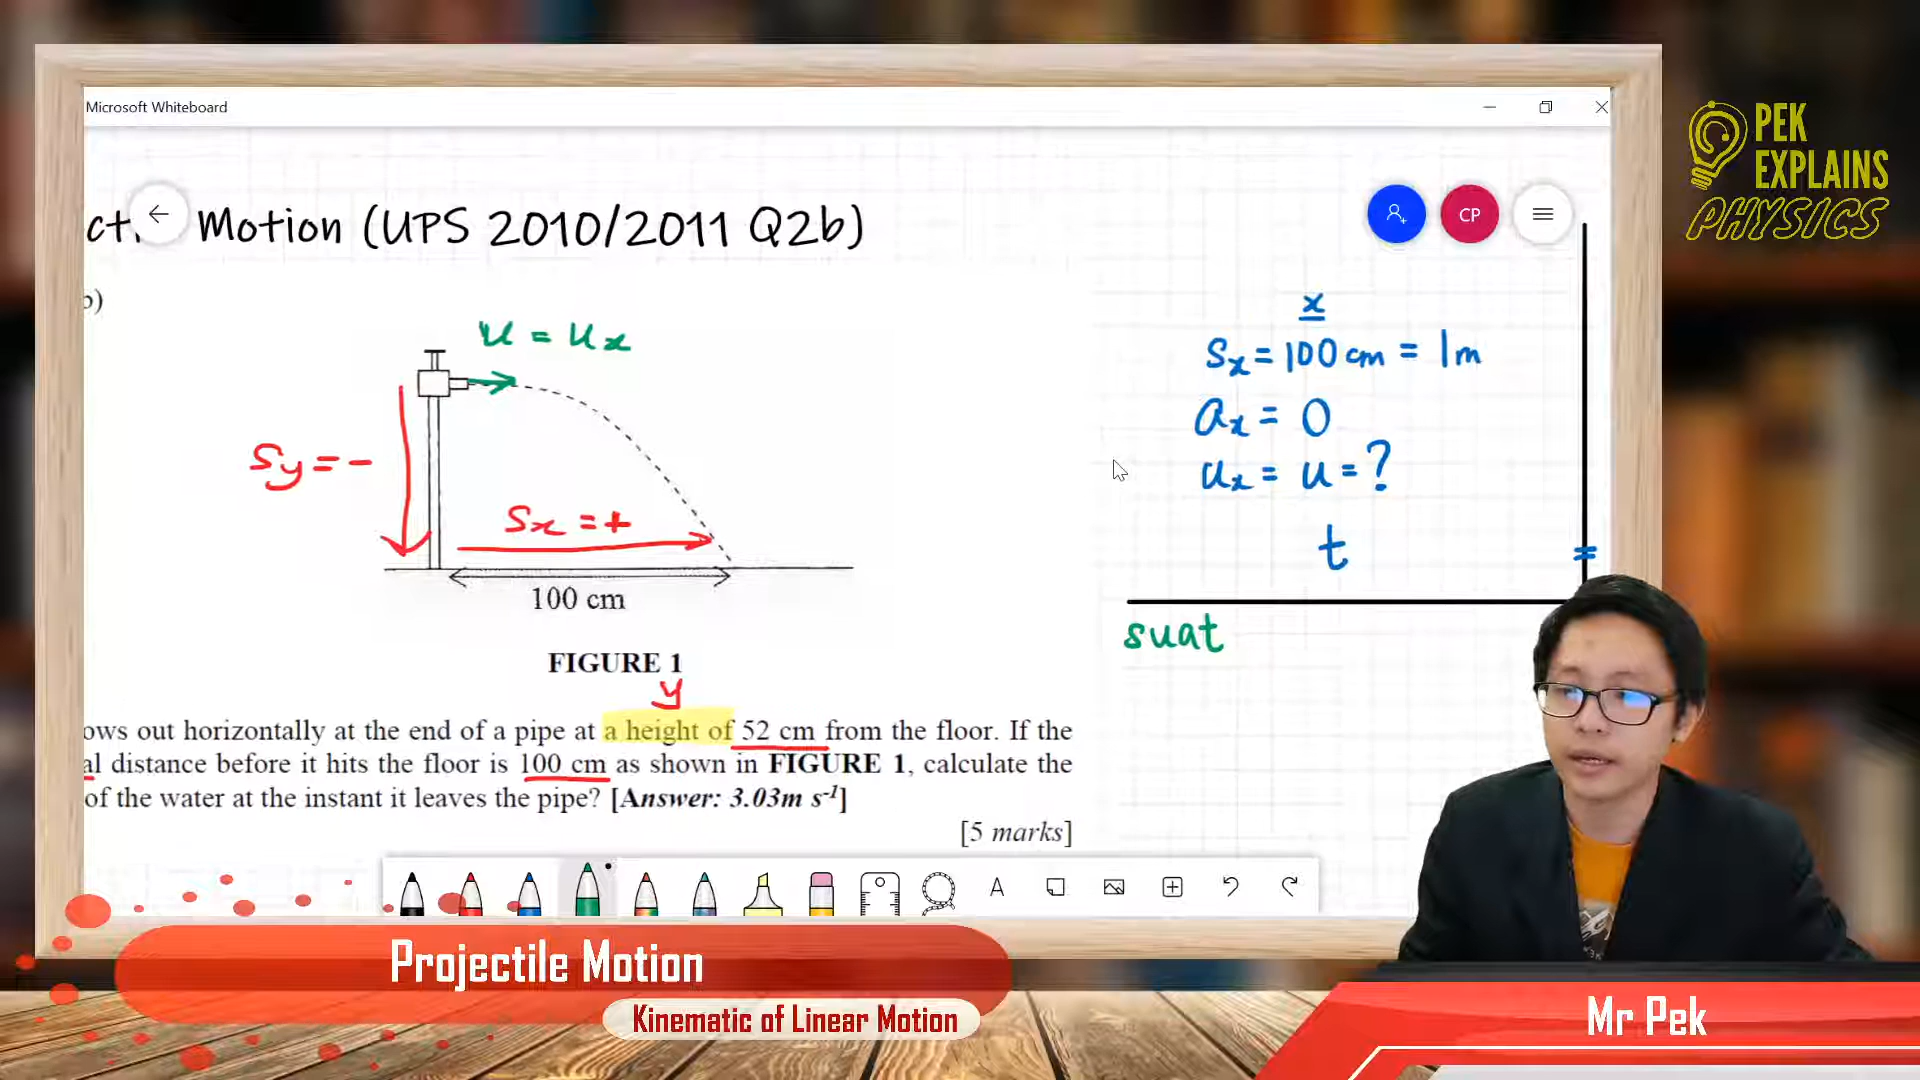 Microsoft Whiteboard
PEK
EXPLAINS
PHYSICS
CP
Motion (UPS 2010/2011 Q2b)
b)
u = ux
x
sx = 100 cm = 1m
ax = 0
ux = u = ?
t
=
sy = -
sx = +
100 cm
suat
FIGURE 1
y
ows out horizontally at the end of a pipe at a height of 52 cm from the floor. If the
al distance before it hits the floor is 100 cm as shown in FIGURE 1, calculate the
of the water at the instant it leaves the pipe? [Answer: 3.03m s⁻¹]
[5 marks]
A
Projectile Motion
Kinematic of Linear Motion
Mr Pek